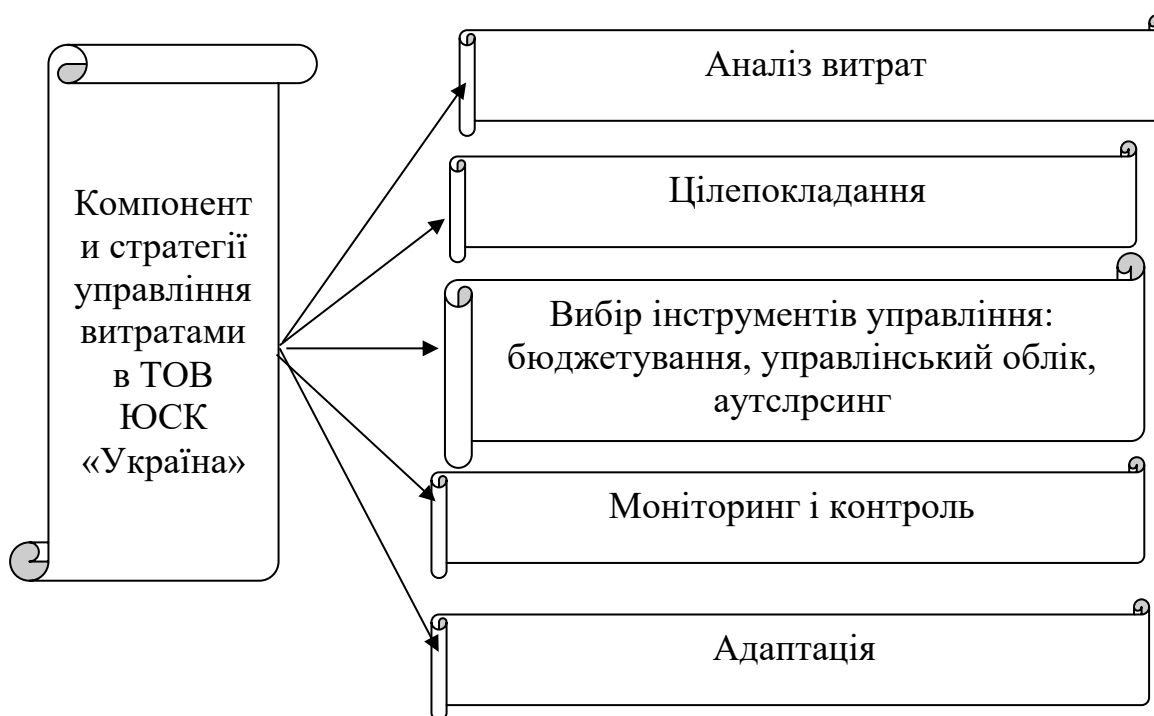 Компонент
и стратегії
управління
витратами
в ТОВ
ЮСК
«Україна»
Аналіз витрат
Цілепокладання
Вибір інструментів управління:
бюджетування, управлінський облік,
аутслрсинг
Моніторинг і контроль
Адаптація